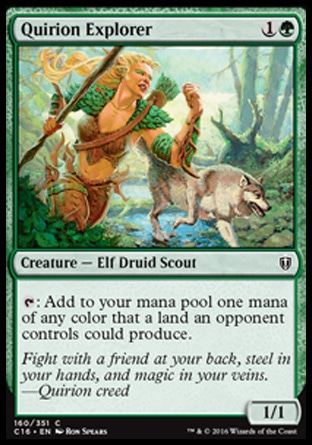 Quirion Explorer 1
Creature — Elf Druid Scout
: Add to your mana pool one mana
of any color that a land an opponent
controls could produce.
Fight with a friend at your back, steel in
your hands, and magic in your veins.
—Quirion creed
1/1
160/351 C
C16 • EN Ron Spears
™ & © 2016 Wizards of the Coast